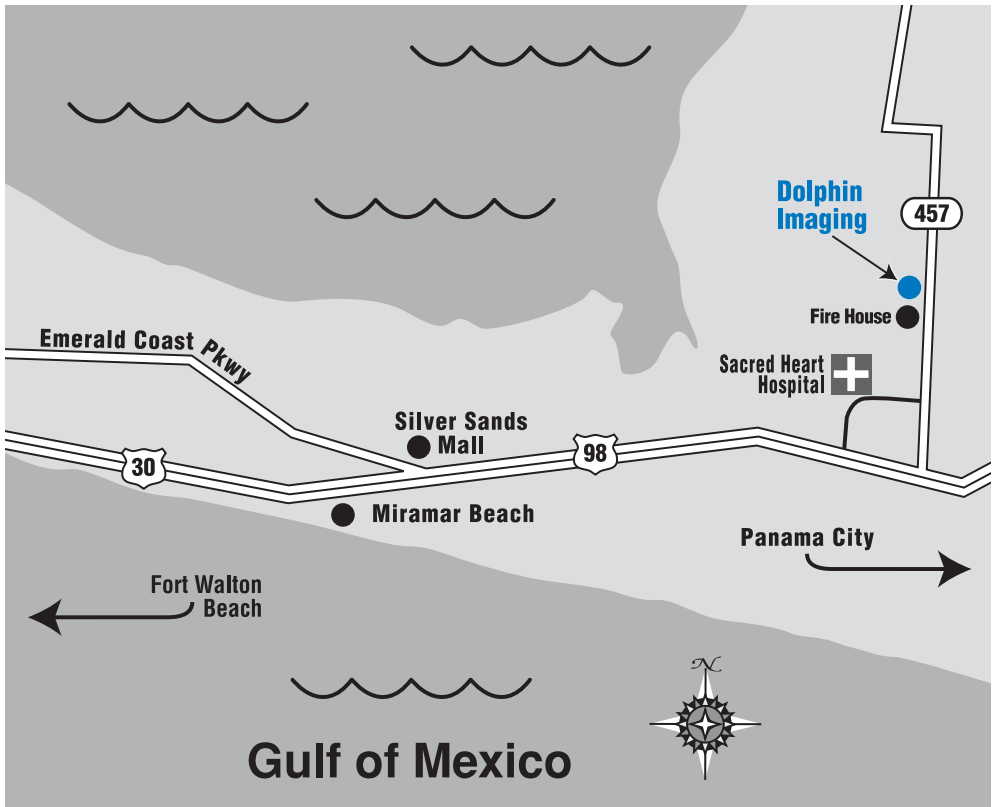 Dolphin
Imaging
457
Fire House
Emerald Coast Pkwy
Sacred Heart
Hospital
Silver Sands
Mall
98
30
Miramar Beach
Panama City
Fort Walton
Beach
N
Gulf of Mexico